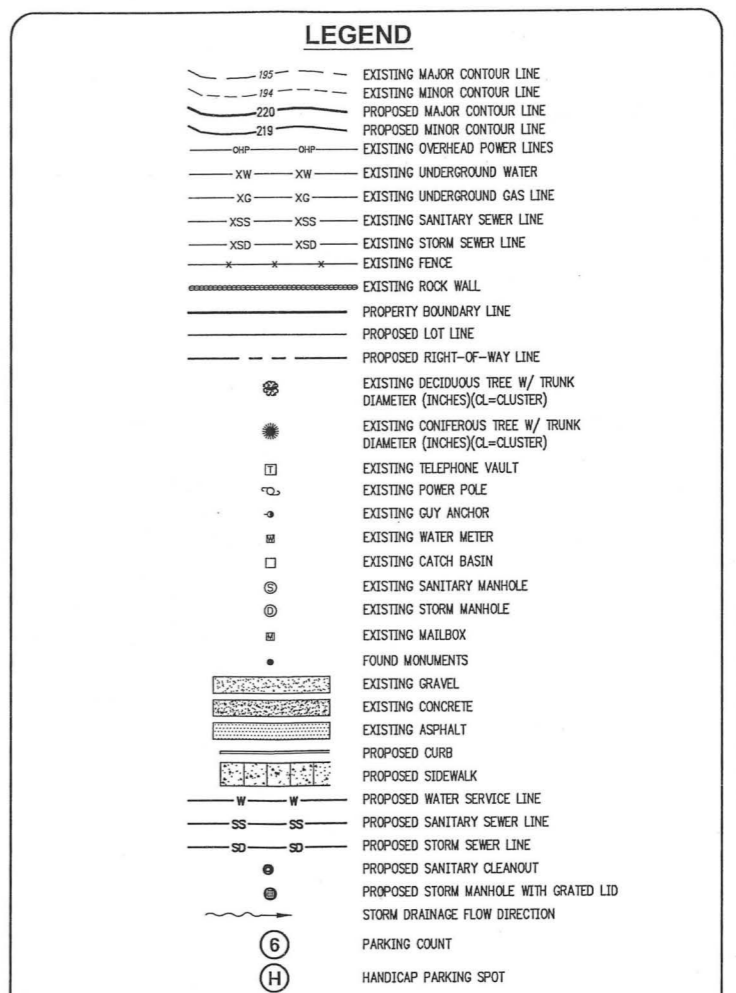 LEGEND
195 EXISTING MAJOR CONTOUR LINE
194 EXISTING MINOR CONTOUR LINE
220 PROPOSED MAJOR CONTOUR LINE
219 PROPOSED MINOR CONTOUR LINE
OHP OHP EXISTING OVERHEAD POWER LINES
XW XW EXISTING UNDERGROUND WATER
XG XG EXISTING UNDERGROUND GAS LINE
XSS XSS EXISTING SANITARY SEWER LINE
XSD XSD EXISTING STORM SEWER LINE
X X X EXISTING FENCE
EXISTING ROCK WALL
PROPERTY BOUNDARY LINE
PROPOSED LOT LINE
PROPOSED RIGHT-OF-WAY LINE
EXISTING DECIDUOUS TREE W/ TRUNK
DIAMETER (INCHES)(CL=CLUSTER)
EXISTING CONIFEROUS TREE W/ TRUNK
DIAMETER (INCHES)(CL=CLUSTER)
T EXISTING TELEPHONE VAULT
EXISTING POWER POLE
EXISTING GUY ANCHOR
W EXISTING WATER METER
EXISTING CATCH BASIN
S EXISTING SANITARY MANHOLE
D EXISTING STORM MANHOLE
M EXISTING MAILBOX
FOUND MONUMENTS
EXISTING GRAVEL
EXISTING CONCRETE
EXISTING ASPHALT
PROPOSED CURB
PROPOSED SIDEWALK
W W PROPOSED WATER SERVICE LINE
SS SS PROPOSED SANITARY SEWER LINE
SD SD PROPOSED STORM SEWER LINE
PROPOSED SANITARY CLEANOUT
PROPOSED STORM MANHOLE WITH GRATED LID
STORM DRAINAGE FLOW DIRECTION
6 PARKING COUNT
H HANDICAP PARKING SPOT